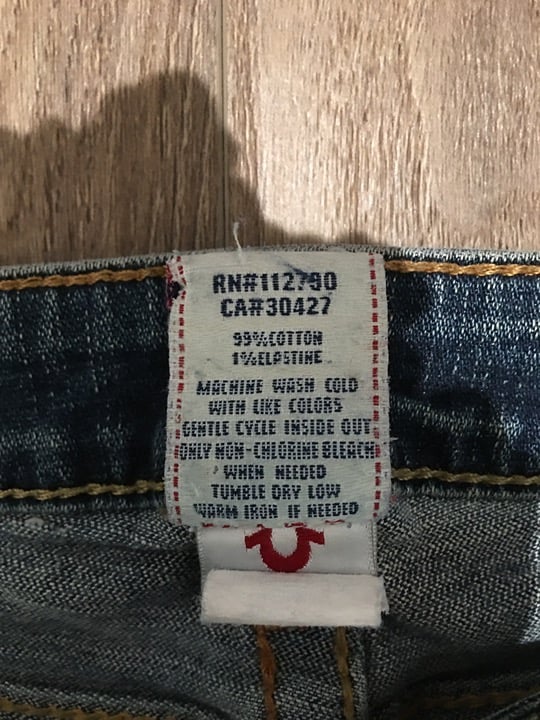 RN#112790
CA#30427
99%COTTON
1%ELASTINE
MACHINE WASH COLD
WITH LIKE COLORS
GENTLE CYCLE INSIDE OUT
ONLY NON-CHLORINE BLEACH
WHEN NEEDED
TUMBLE DRY LOW
WARM IRON IF NEEDED